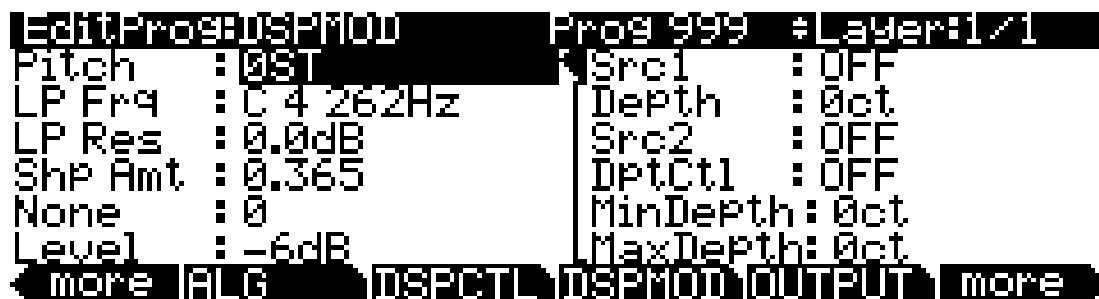 EditProg:DSPMOD Prog 999 ÷Layer:1/1
Pitch :0ST Src1 : OFF
LP Frq :C 4 262Hz Depth : 0ct
LP Res :0.0dB Src2 : OFF
Shp Amt :0.365 DptCtl : OFF
None :0 MinDepth: 0ct
Level :-6dB MaxDepth: 0ct
more ALG DSPCTL DSPMOD OUTPUT more